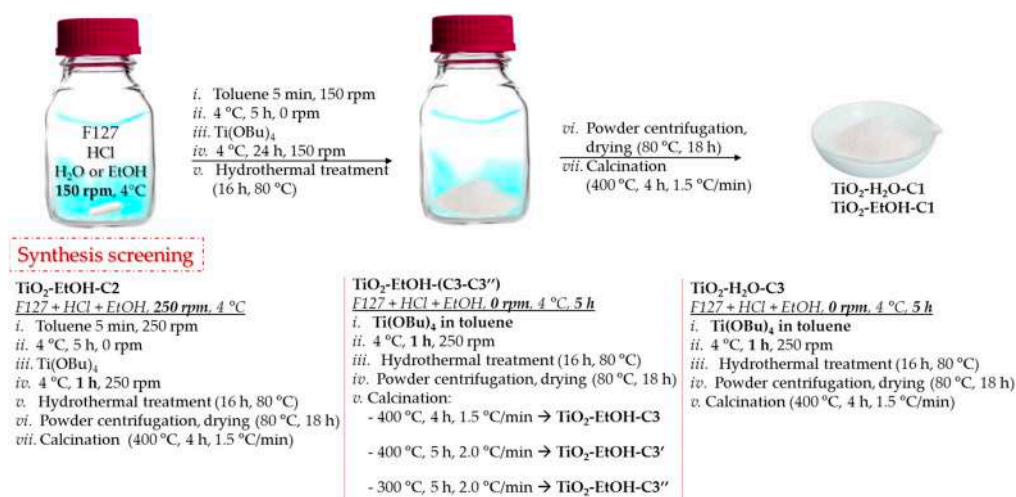 F127
HCl
H₂O or EtOH
150 rpm, 4°C
i. Toluene 5 min, 150 rpm
ii. 4 °C, 5 h, 0 rpm
iii. Ti(OBu)₄
iv. 4 °C, 24 h, 150 rpm
v. Hydrothermal treatment
(16 h, 80 °C)
vi. Powder centrifugation,
drying (80 °C, 18 h)
vii. Calcination
(400 °C, 4 h, 1.5 °C/min)
TiO₂-H₂O-C1
TiO₂-EtOH-C1
Synthesis screening
TiO₂-EtOH-C2
F127 + HCl + EtOH, 250 rpm, 4 °C
i. Toluene 5 min, 250 rpm
ii. 4 °C, 5 h, 0 rpm
iii. Ti(OBu)₄
iv. 4 °C, 1 h, 250 rpm
v. Hydrothermal treatment (16 h, 80 °C)
vi. Powder centrifugation, drying (80 °C, 18 h)
vii. Calcination (400 °C, 4 h, 1.5 °C/min)
TiO₂-EtOH-(C3-C3'')
F127 + HCl + EtOH, 0 rpm, 4 °C, 5 h
i. Ti(OBu)₄ in toluene
ii. 4 °C, 1 h, 250 rpm
iii. Hydrothermal treatment (16 h, 80 °C)
iv. Powder centrifugation, drying (80 °C, 18 h)
v. Calcination:
- 400 °C, 4 h, 1.5 °C/min → TiO₂-EtOH-C3
- 400 °C, 5 h, 2.0 °C/min → TiO₂-EtOH-C3'
- 300 °C, 5 h, 2.0 °C/min → TiO₂-EtOH-C3''
TiO₂-H₂O-C3
F127 + HCl + EtOH, 0 rpm, 4 °C, 5 h
i. Ti(OBu)₄ in toluene
ii. 4 °C, 1 h, 250 rpm
iii. Hydrothermal treatment (16 h, 80 °C)
iv. Powder centrifugation, drying (80 °C, 18 h)
v. Calcination (400 °C, 4 h, 1.5 °C/min)